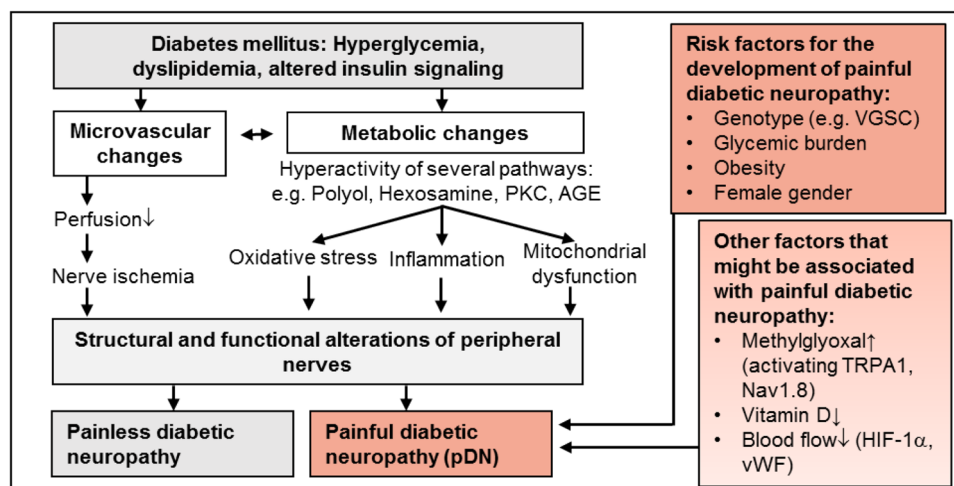 Diabetes mellitus: Hyperglycemia,
dyslipidemia, altered insulin signaling
Microvascular
changes
Metabolic changes
Hyperactivity of several pathways:
e.g. Polyol, Hexosamine, PKC, AGE
Perfusion↓
Nerve ischemia
Oxidative stress
Inflammation
Mitochondrial
dysfunction
Structural and functional alterations of peripheral
nerves
Painless diabetic
neuropathy
Painful diabetic
neuropathy (pDN)
Risk factors for the
development of painful
diabetic neuropathy:
• Genotype (e.g. VGSC)
• Glycemic burden
• Obesity
• Female gender
Other factors that
might be associated
with painful diabetic
neuropathy:
• Methylglyoxal↑
(activating TRPA1,
Nav1.8)
• Vitamin D↓
• Blood flow↓ (HIF-1α,
vWF)